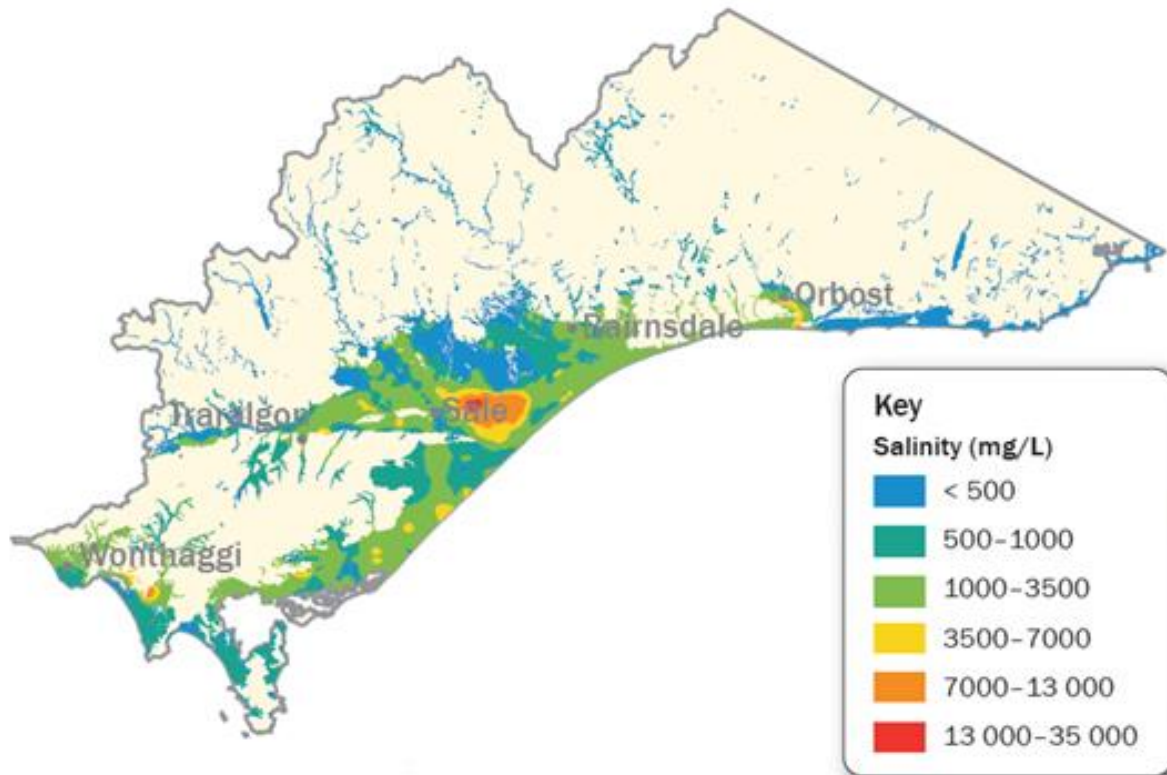 Orbost
Bairnsdale
Traralgon
Sale
Wonthaggi
Key
Salinity (mg/L)
< 500
500–1000
1000–3500
3500–7000
7000–13 000
13 000–35 000